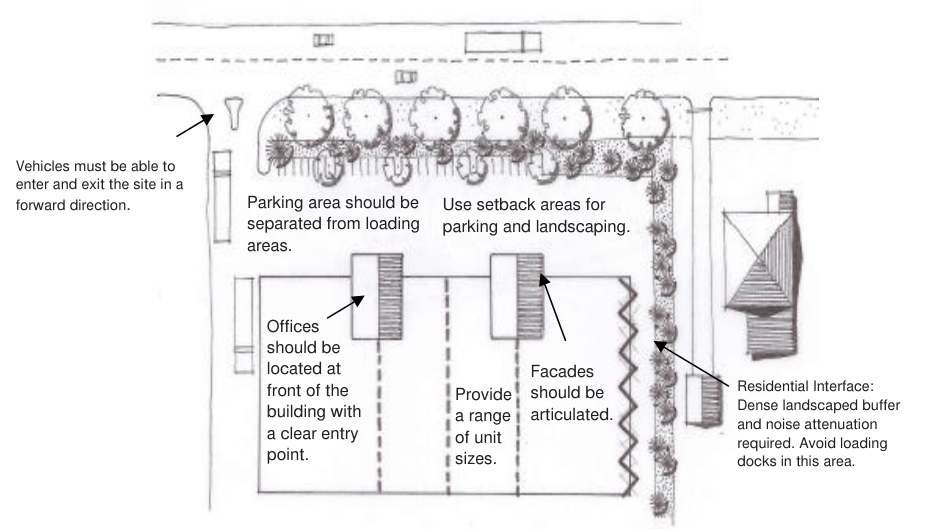 Vehicles must be able to
enter and exit the site in a
forward direction.
Parking area should be
separated from loading
areas.
Use setback areas for
parking and landscaping.
Offices
should be
located at
front of the
building with
a clear entry
point.
Provide
a range
of unit
sizes.
Facades
should be
articulated.
Residential Interface:
Dense landscaped buffer
and noise attenuation
required. Avoid loading
docks in this area.